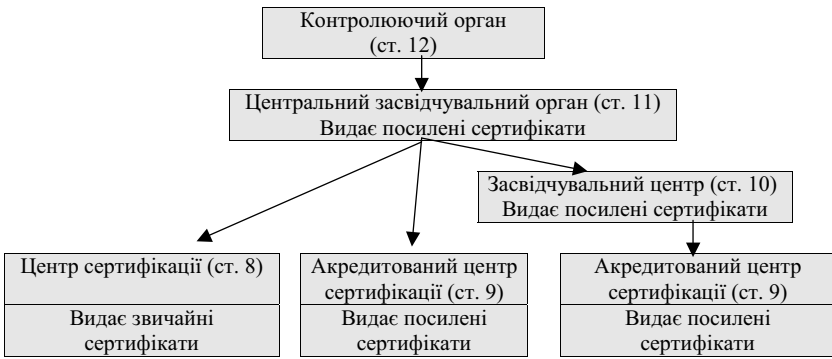 Контролюючий орган
(ст. 12)
Центральний засвідчувальний орган (ст. 11)
Видає посилені сертифікати
Засвідчувальний центр (ст. 10)
Видає посилені сертифікати
Центр сертифікації (ст. 8)
Видає звичайні
сертифікати
Акредитований центр
сертифікації (ст. 9)
Видає посилені
сертифікати
Акредитований центр
сертифікації (ст. 9)
Видає посилені
сертифікати